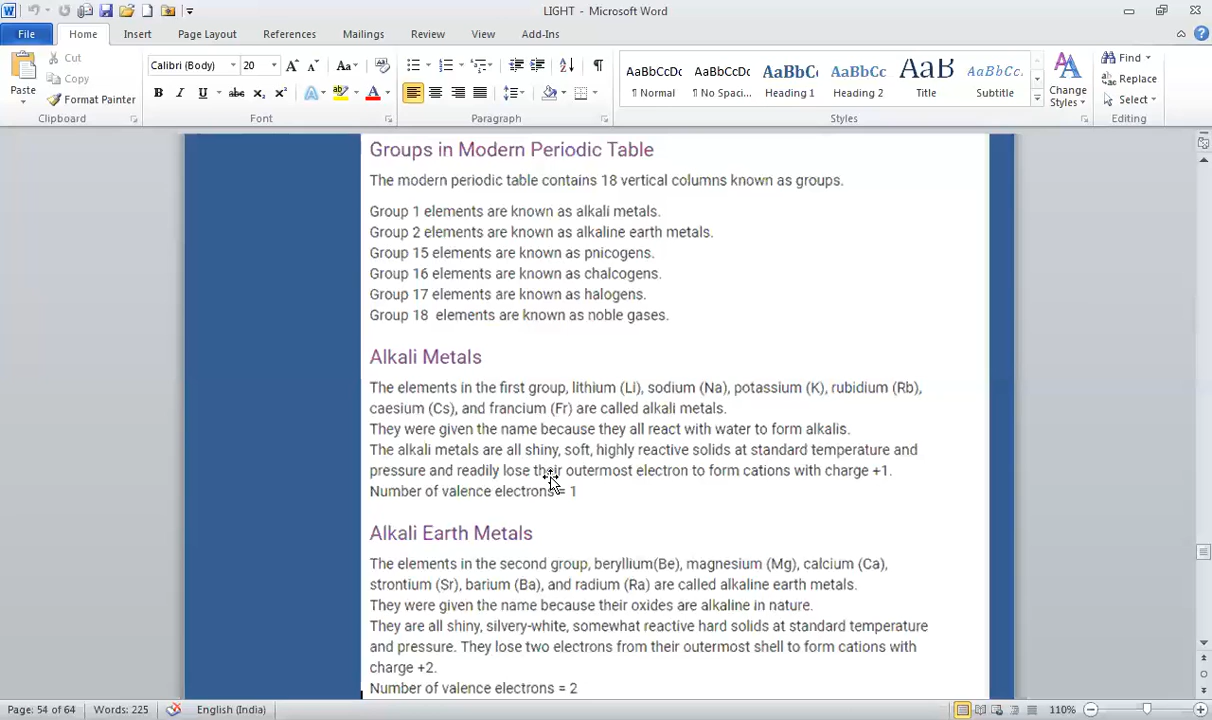 LIGHT - Microsoft Word
File Home Insert Page Layout References Mailings Review View Add-Ins
Paste
Cut
Copy
Format Painter
Clipboard
Calibri (Body) 20
Font
Paragraph
AaBbCcDc AaBbCcDc AaBbC AaBbCc AaB AaBbCc.
¶ Normal ¶ No Spaci... Heading 1 Heading 2 Title Subtitle
Change Styles
Styles
Find
Replace
Select
Editing
Groups in Modern Periodic Table
The modern periodic table contains 18 vertical columns known as groups.
Group 1 elements are known as alkali metals.
Group 2 elements are known as alkaline earth metals.
Group 15 elements are known as pnicogens.
Group 16 elements are known as chalcogens.
Group 17 elements are known as halogens.
Group 18 elements are known as noble gases.
Alkali Metals
The elements in the first group, lithium (Li), sodium (Na), potassium (K), rubidium (Rb),
caesium (Cs), and francium (Fr) are called alkali metals.
They were given the name because they all react with water to form alkalis.
The alkali metals are all shiny, soft, highly reactive solids at standard temperature and
pressure and readily lose their outermost electron to form cations with charge +1.
Number of valence electrons = 1
Alkali Earth Metals
The elements in the second group, beryllium(Be), magnesium (Mg), calcium (Ca),
strontium (Sr), barium (Ba), and radium (Ra) are called alkaline earth metals.
They were given the name because their oxides are alkaline in nature.
They are all shiny, silvery-white, somewhat reactive hard solids at standard temperature
and pressure. They lose two electrons from their outermost shell to form cations with
charge +2.
Number of valence electrons = 2
Page: 54 of 64 Words: 225 English (India) 110%